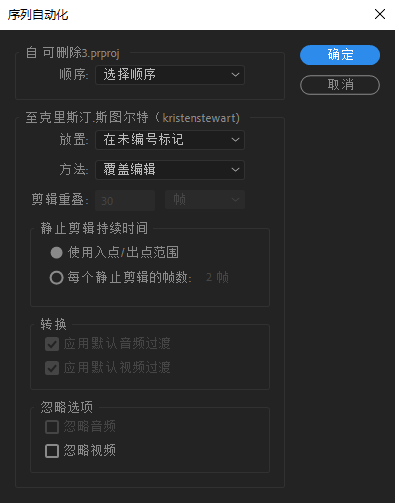 序列自动化
自 可删除3.prproj
顺序: 选择顺序
确定
取消
至克里斯汀.斯图尔特（kristenstewart)
放置: 在未编号标记
方法: 覆盖编辑
剪辑重叠: 30 帧
静止剪辑持续时间
使用入点/出点范围
每个静止剪辑的帧数: 2 帧
转换
应用默认音频过渡
应用默认视频过渡
忽略选项
忽略音频
忽略视频